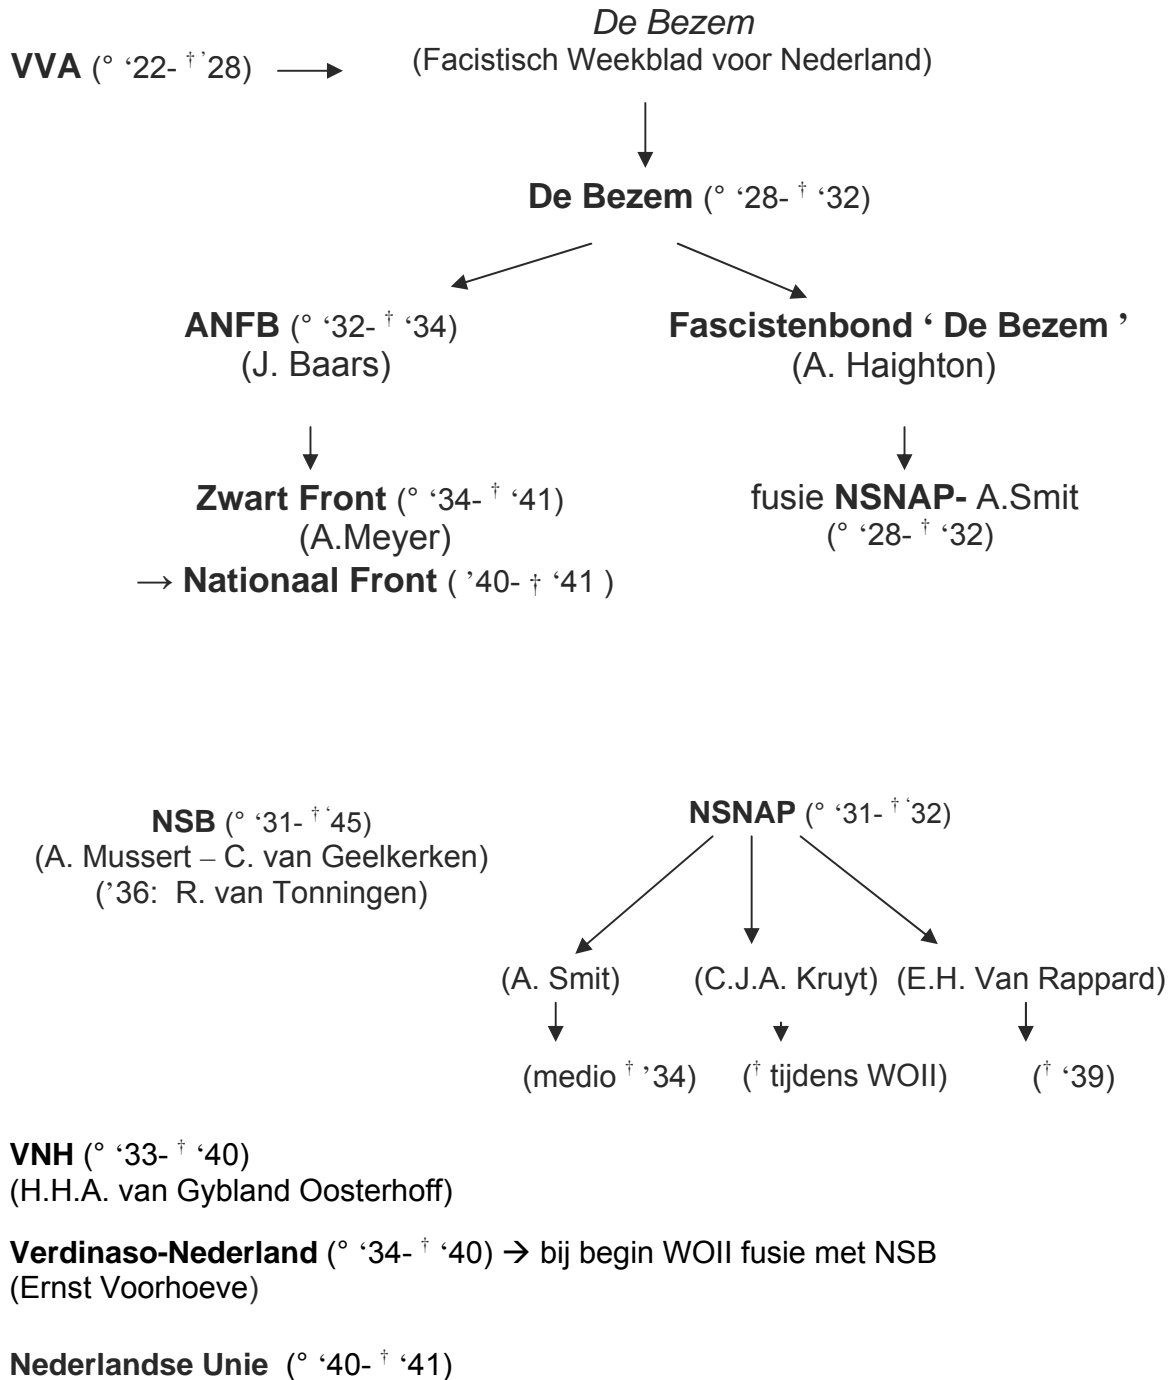 De Bezem
VVA (° ‘22- † ’28) → (Facistisch Weekblad voor Nederland)
De Bezem (° ‘28- † ‘32)
ANFB (° ‘32- † ‘34)
(J. Baars)
Fascistenbond ‘ De Bezem ’
(A. Haighton)
Zwart Front (° ‘34- † ‘41)
(A.Meyer)
→ Nationaal Front ( ’40- † ‘41 )
fusie NSNAP- A.Smit
(° ‘28- † ‘32)
NSB (° ‘31- † ‘45)
(A. Mussert – C. van Geelkerken)
(’36: R. van Tonningen)
NSNAP (° ‘31- † ‘32)
(A. Smit) (C.J.A. Kruyt) (E.H. Van Rappard)
(medio † ’34) († tijdens WOII) († ‘39)
VNH (° ‘33- † ‘40)
(H.H.A. van Gybland Oosterhoff)
Verdinaso-Nederland (° ‘34- † ‘40) → bij begin WOII fusie met NSB
(Ernst Voorhoeve)
Nederlandse Unie (° ‘40- † ‘41)